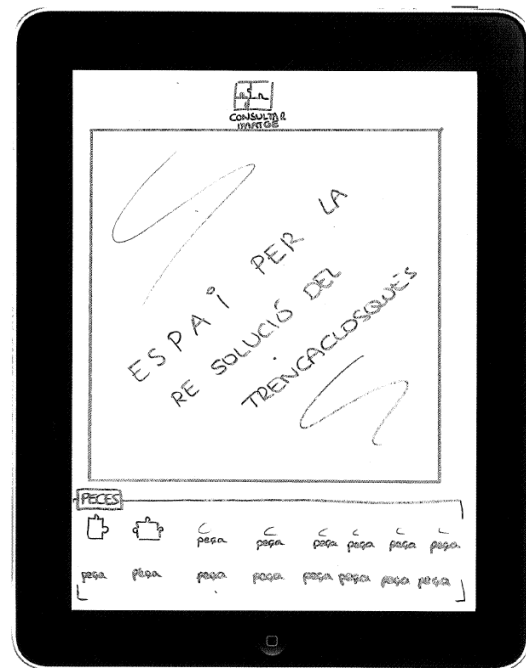 CONSULTAR
IMATGE
ESPAI PER LA
RESOLUCIÓ DEL
TRENCACLOSQUES
PECES
peça peça peça peça peça peça
peça peça peça peça peça peça peça peça